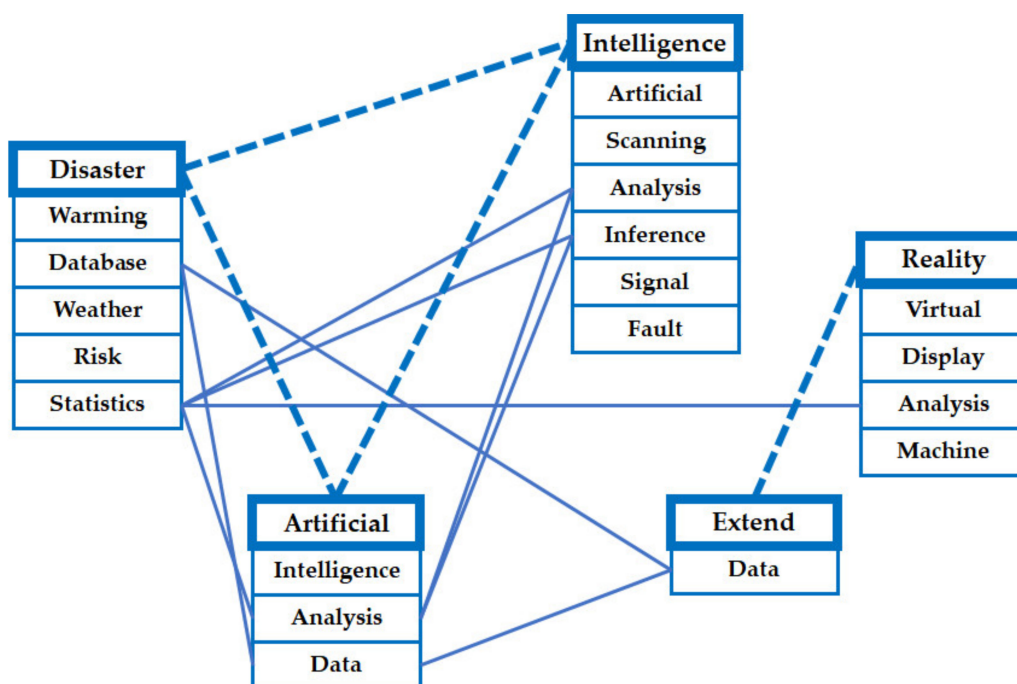 Disaster
Warming
Database
Weather
Risk
Statistics
Intelligence
Artificial
Scanning
Analysis
Inference
Signal
Fault
Reality
Virtual
Display
Analysis
Machine
Artificial
Intelligence
Analysis
Data
Extend
Data